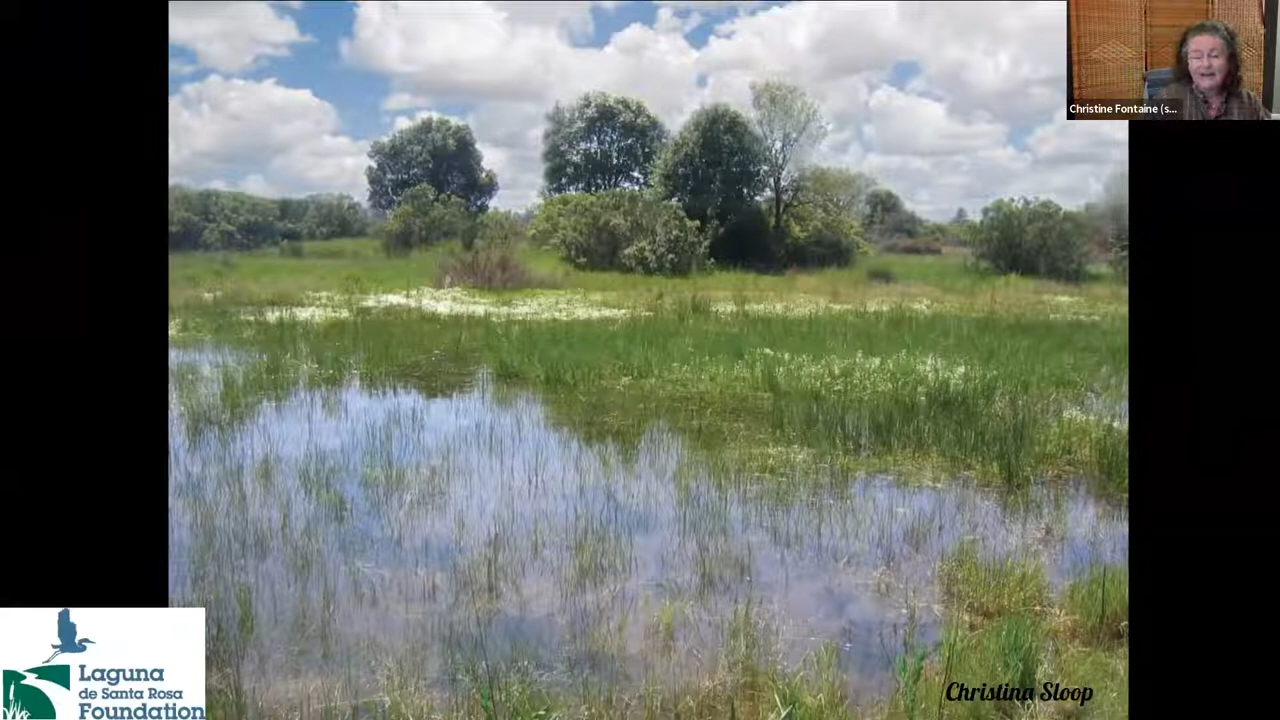 Christine Fontaine (s...
Laguna
de Santa Rosa
Foundation
Christina Sloop